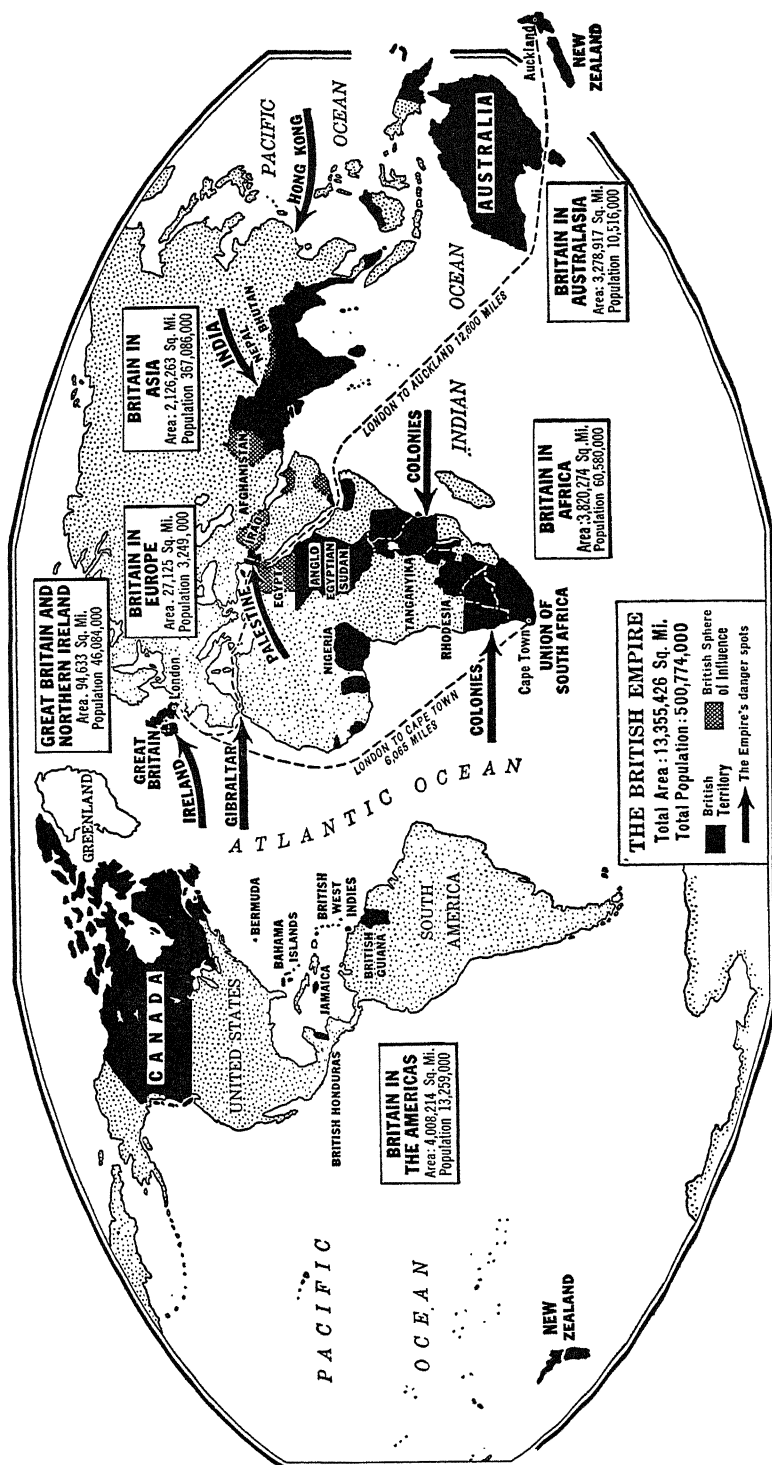 GREAT BRITAIN AND
NORTHERN IRELAND
Area 94,633 Sq. Mi.
Population 46,084,000
BRITAIN IN
EUROPE
Area: 27,125 Sq. Mi.
Population 3,249,000
BRITAIN IN
ASIA
Area: 2,126,263 Sq. Mi.
Population 367,086,000
GREENLAND
CANADA
UNITED STATES
BERMUDA
BAHAMA
ISLANDS
JAMAICA
BRITISH
WEST
INDIES
BRITISH HONDURAS
BRITISH
GUIANA
SOUTH
AMERICA
BRITAIN IN
THE AMERICAS
Area: 4,008,214 Sq. Mi.
Population 13,259,000
PACIFIC
OCEAN
NEW
ZEALAND
GREAT
BRITAIN
London
IRELAND
GIBRALTAR
ATLANTIC OCEAN
LONDON TO CAPE TOWN
6,065 MILES
PALESTINE
IRAQ
EGYPT
ANGLO
EGYPTIAN
SUDAN
NIGERIA
TANGANYIKA
RHODESIA
COLONIES
Cape Town
UNION OF
SOUTH AFRICA
COLONIES
AFGHANISTAN
INDIA
NEPAL
BHUTAN
HONG KONG
PACIFIC
OCEAN
INDIAN
OCEAN
LONDON TO AUCKLAND 12,600 MILES
AUSTRALIA
Auckland
NEW
ZEALAND
BRITAIN IN
AFRICA
Area: 3,820,274 Sq. Mi.
Population 60,580,000
BRITAIN IN
AUSTRALASIA
Area: 3,278,917 Sq. Mi.
Population 10,516,000
THE BRITISH EMPIRE
Total Area: 13,355,426 Sq. Mi.
Total Population: 500,774,000
British
Territory
British Sphere
of Influence
The Empire's danger spots